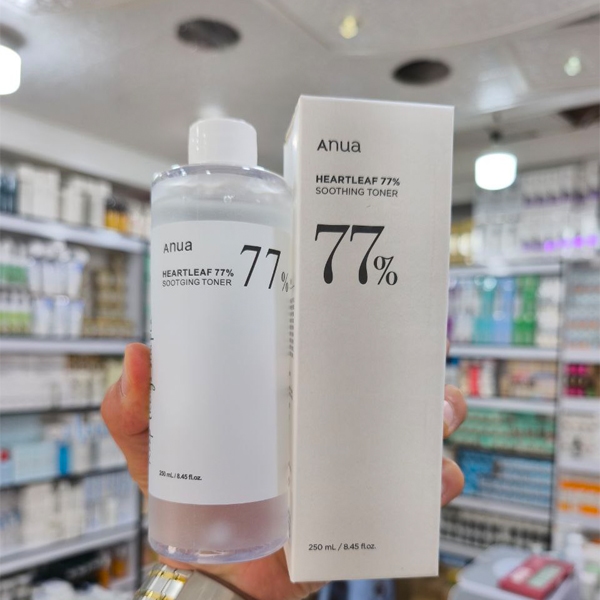 Anua
HEARTLEAF 77%
SOOTGING TONER
77%
250 mL / 8.45 fl.oz.
Anua
HEARTLEAF 77%
SOOTHING TONER
77%
250 mL / 8.45 fl.oz.